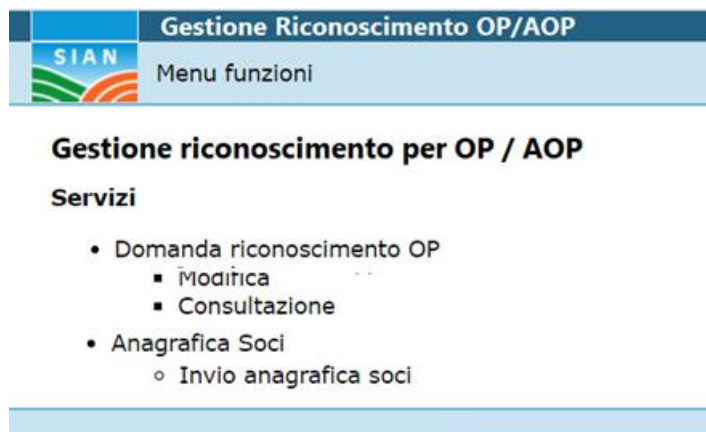 Gestione Riconoscimento OP/AOP
SIAN
Menu funzioni
Gestione riconoscimento per OP / AOP
Servizi
Domanda riconoscimento OP
Modifica
Consultazione
Anagrafica Soci
Invio anagrafica soci